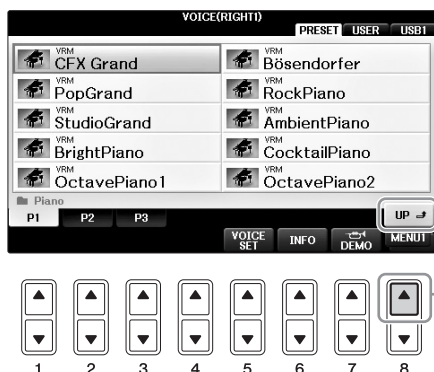 VOICE(RIGHT1)
PRESET USER USB1
VRM
CFX Grand
VRM
Bösendorfer
VRM
PopGrand
VRM
RockPiano
VRM
StudioGrand
VRM
AmbientPiano
VRM
BrightPiano
VRM
CocktailPiano
VRM
OctavePiano1
VRM
OctavePiano2
Piano
P1 P2 P3 UP
VOICE SET INFO DEMO MENU1
1 2 3 4 5 6 7 8